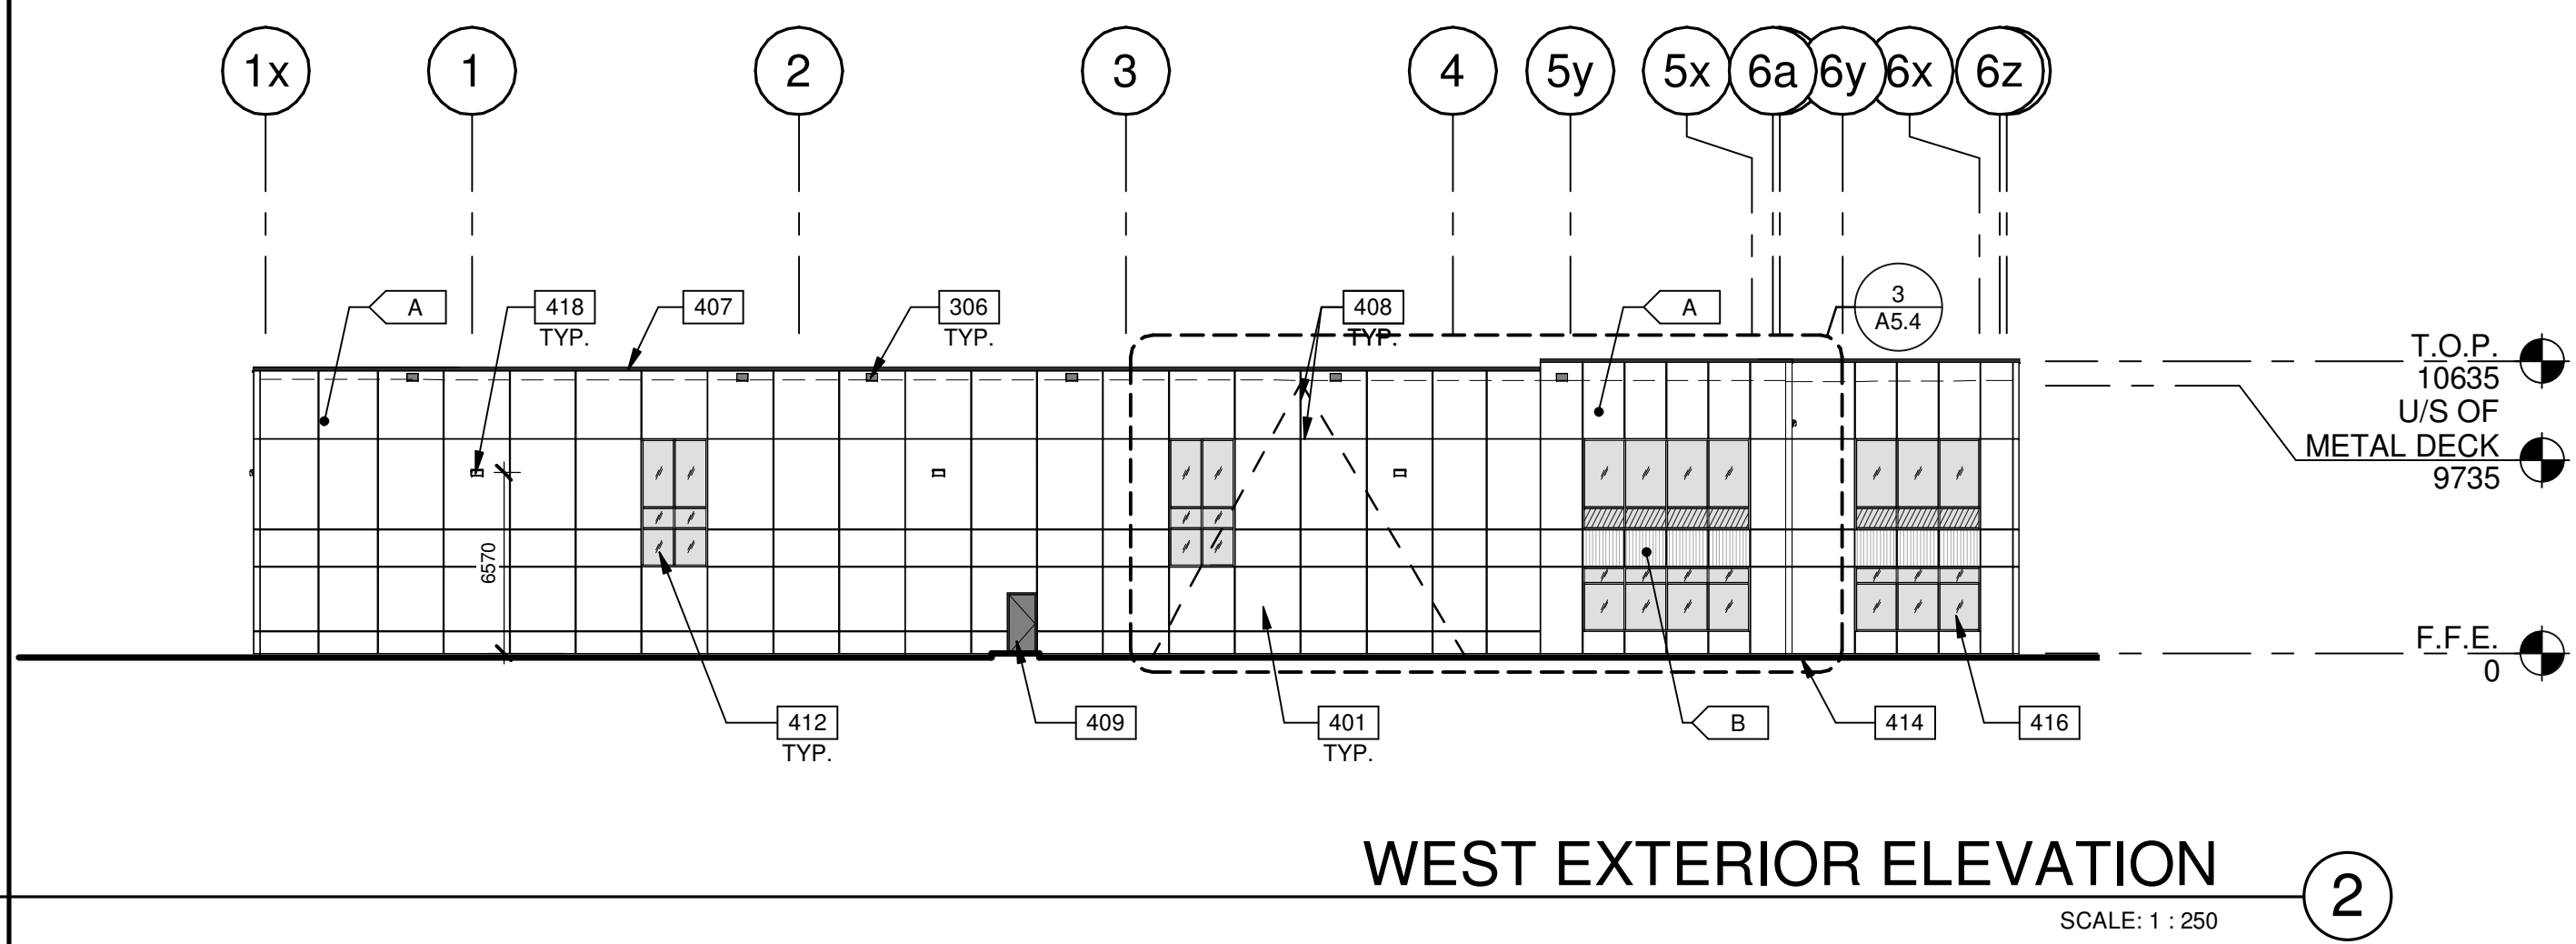 1x 1 2 3 4 5y 5x 6a 6y 6x 6z
A 418 407 306 408 A 3
TYP. TYP. TYP. A5.4
T.O.P.
10635
U/S OF
METAL DECK
9735
6570
F.F.E.
0
412 409 401 B 414 416
TYP. TYP.
WEST EXTERIOR ELEVATION 2
SCALE: 1 : 250